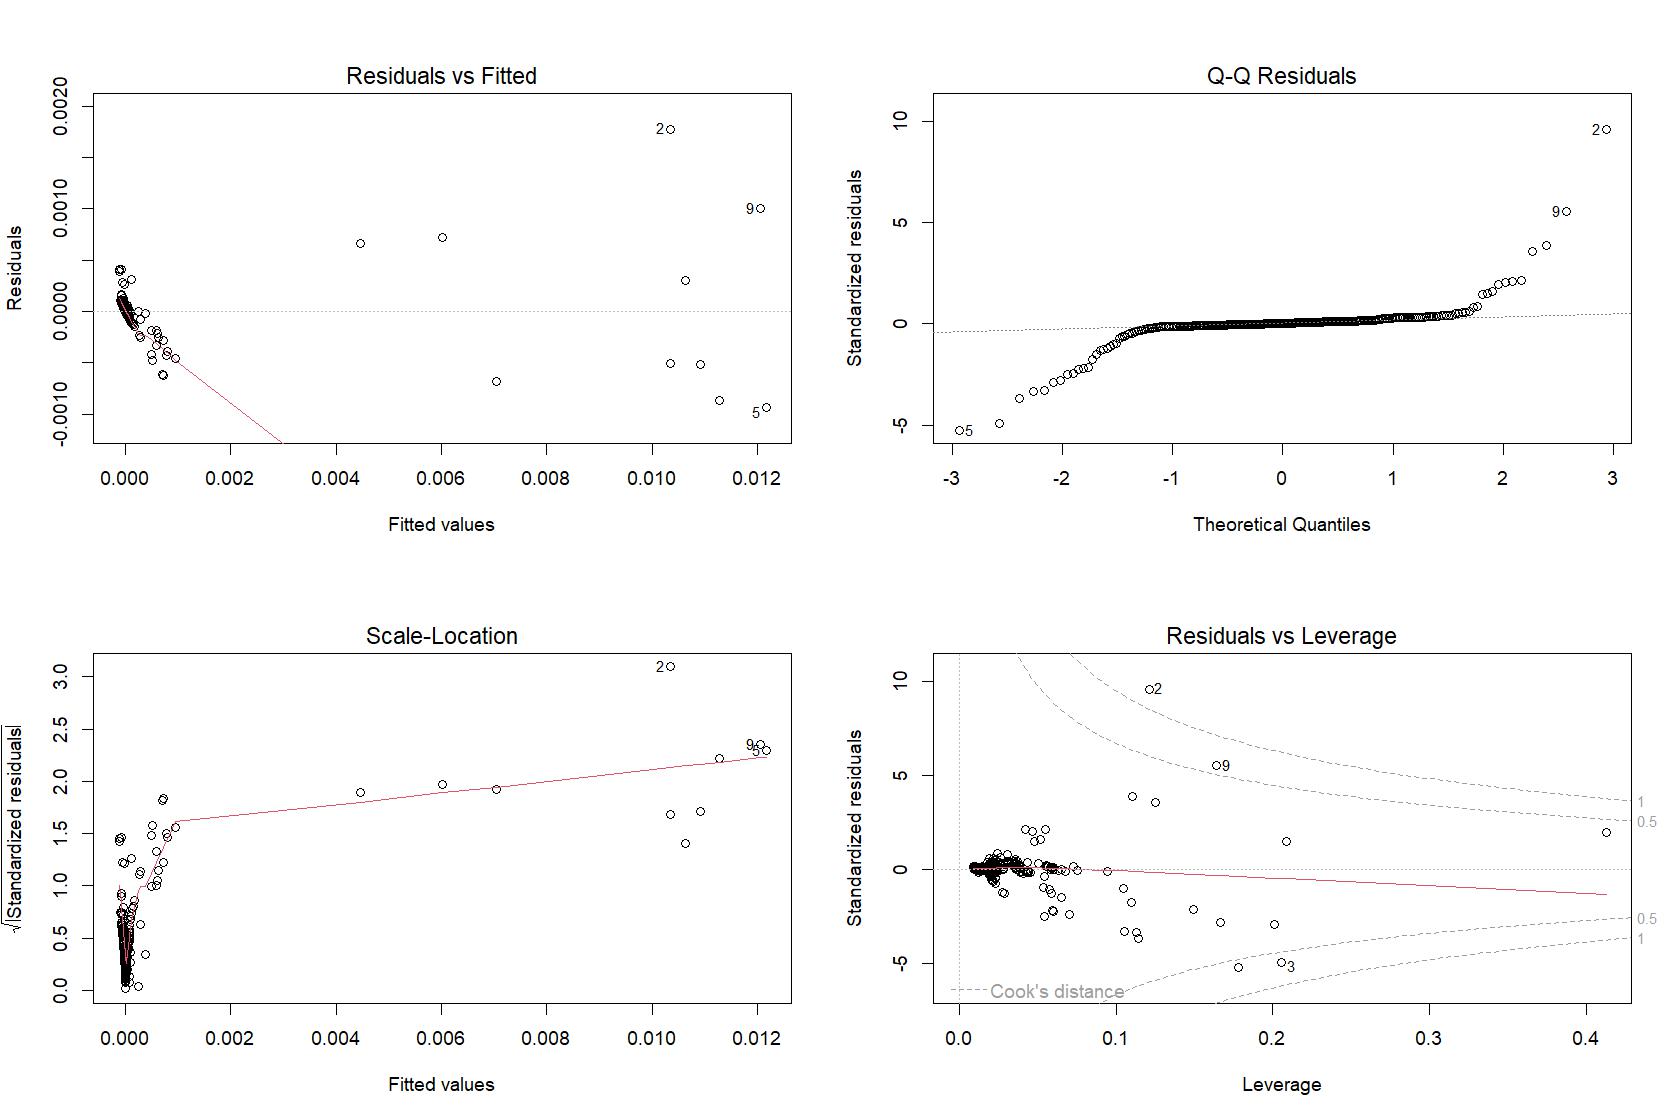 Residuals vs Fitted
Residuals
0.0020
0.0010
0.0000
-0.0010
2
9
5
0.000 0.002 0.004 0.006 0.008 0.010 0.012
Fitted values
Q-Q Residuals
Standardized residuals
10
5
0
-5
2
9
5
-3 -2 -1 0 1 2 3
Theoretical Quantiles
Scale-Location
√|Standardized residuals|
3.0
2.5
2.0
1.5
1.0
0.5
0.0
2
9
5
0.000 0.002 0.004 0.006 0.008 0.010 0.012
Fitted values
Residuals vs Leverage
Standardized residuals
10
5
0
-5
2
9
3
1
0.5
0.5
1
Cook's distance
0.0 0.1 0.2 0.3 0.4
Leverage